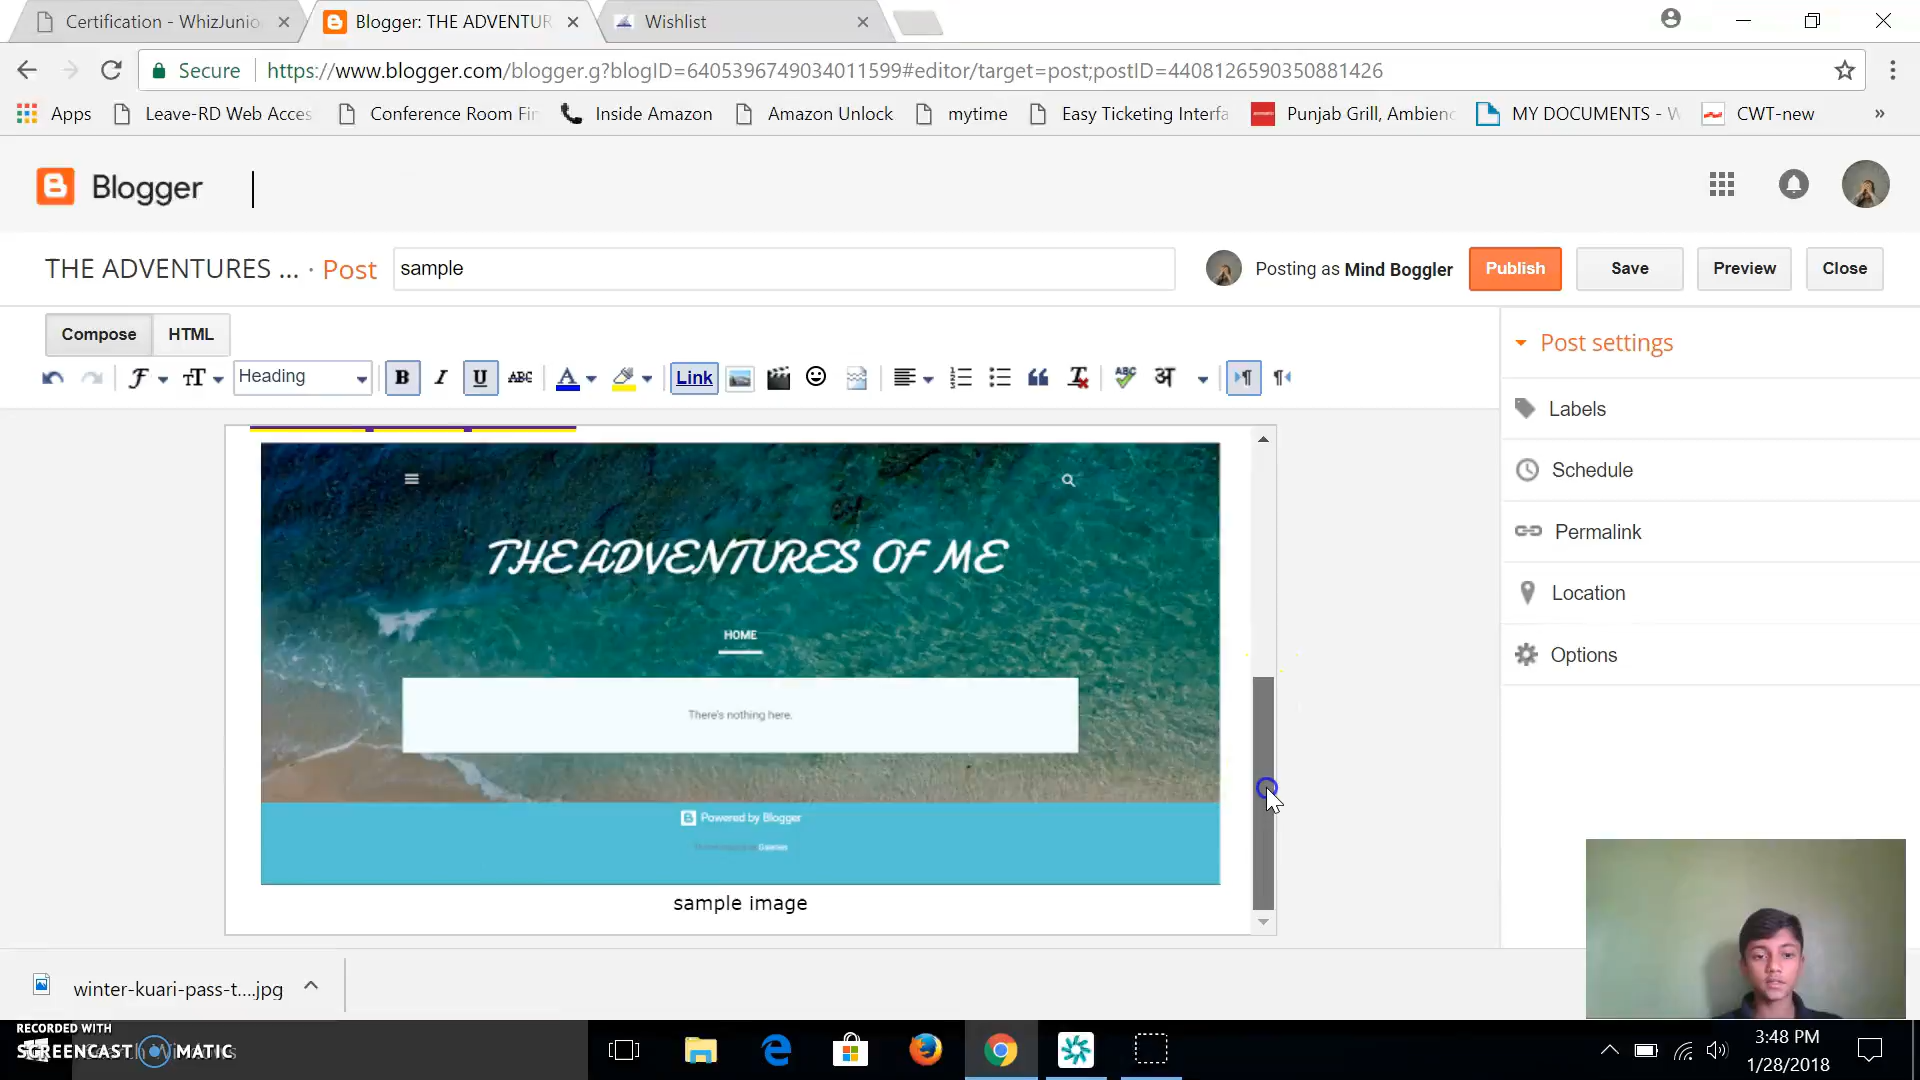 Certification - WhizJunio
Blogger: THE ADVENTUR
Wishlist
Secure
https://www.blogger.com/blogger.g?blogID=6405396749034011599#editor/target=post;postID=4408126590350881426
Apps
Leave-RD Web Acces
Conference Room Fin
Inside Amazon
Amazon Unlock
mytime
Easy Ticketing Interfa
Punjab Grill, Ambienc
MY DOCUMENTS - W
CWT-new
»
Blogger
THE ADVENTURES ... · Post
sample
Posting as Mind Boggler
Publish
Save
Preview
Close
Compose
HTML
Heading
B
I
U
ABC
A
Link
अ
Post settings
Labels
Schedule
Permalink
Location
Options
THE ADVENTURES OF ME
HOME
There's nothing here.
Powered by Blogger
sample image
winter-kuari-pass-t....jpg
RECORDED WITH
SCREENCAST MATIC
3:48 PM
1/28/2018